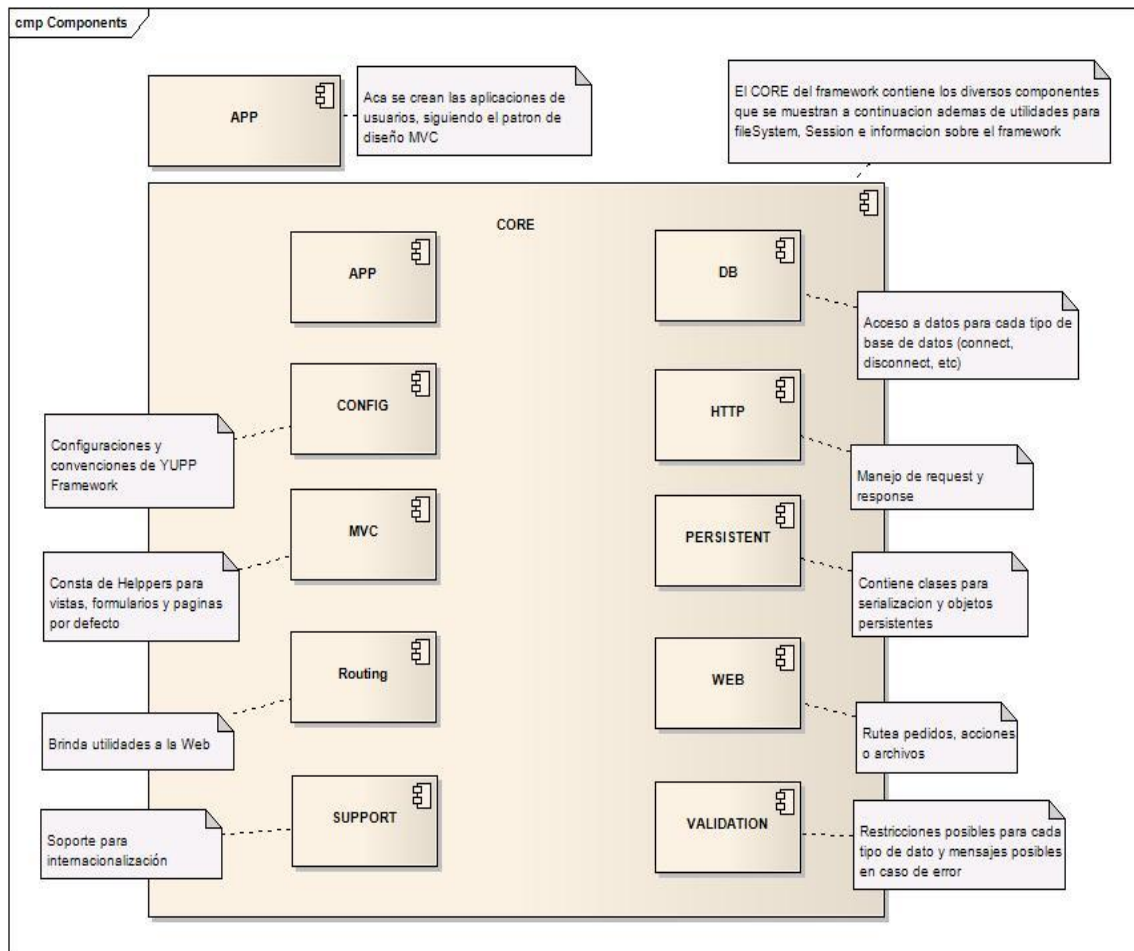 cmp Components
APP
Aca se crean las aplicaciones de
usuarios, siguiendo el patron de
diseño MVC
El CORE del framework contiene los diversos componentes
que se muestran a continuacion ademas de utilidades para
fileSystem, Session e informacion sobre el framework
CORE
APP
DB
Acceso a datos para cada tipo de
base de datos (connect,
disconnect, etc)
CONFIG
Configuraciones y
convenciones de YUPP
Framework
HTTP
Manejo de request y
response
MVC
Consta de Helppers para
vistas, formularios y paginas
por defecto
PERSISTENT
Contiene clases para
serializacion y objetos
persistentes
Routing
Brinda utilidades a la Web
WEB
Rutea pedidos, acciones
o archivos
SUPPORT
Soporte para
internacionalización
VALIDATION
Restricciones posibles para cada
tipo de dato y mensajes posibles
en caso de error